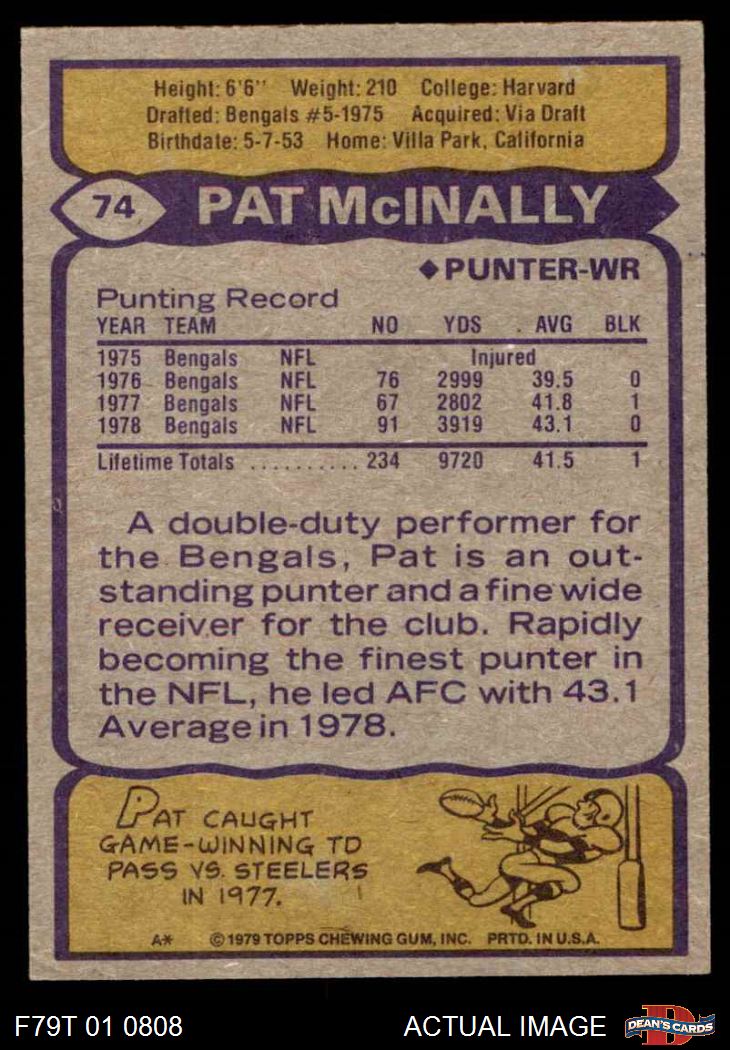 Height: 6'6" Weight: 210 College: Harvard
Drafted: Bengals #5-1975 Acquired: Via Draft
Birthdate: 5-7-53 Home: Villa Park, California
74 PAT McINALLY
◆PUNTER-WR
Punting Record
YEAR TEAM NO YDS . AVG BLK
1975 Bengals NFL Injured
1976 Bengals NFL 76 2999 39.5 0
1977 Bengals NFL 67 2802 41.8 1
1978 Bengals NFL 91 3919 43.1 0
Lifetime Totals .......... 234 9720 41.5 1
A double-duty performer for
the Bengals, Pat is an out-
standing punter and a fine wide
receiver for the club. Rapidly
becoming the finest punter in
the NFL, he led AFC with 43.1
Average in 1978.
PAT CAUGHT
GAME-WINNING TD
PASS VS. STEELERS
IN 1977.
A* ©1979 TOPPS CHEWING GUM, INC. PRTD. IN U.S.A.
F79T 01 0808 ACTUAL IMAGE D DEAN'S CARDS